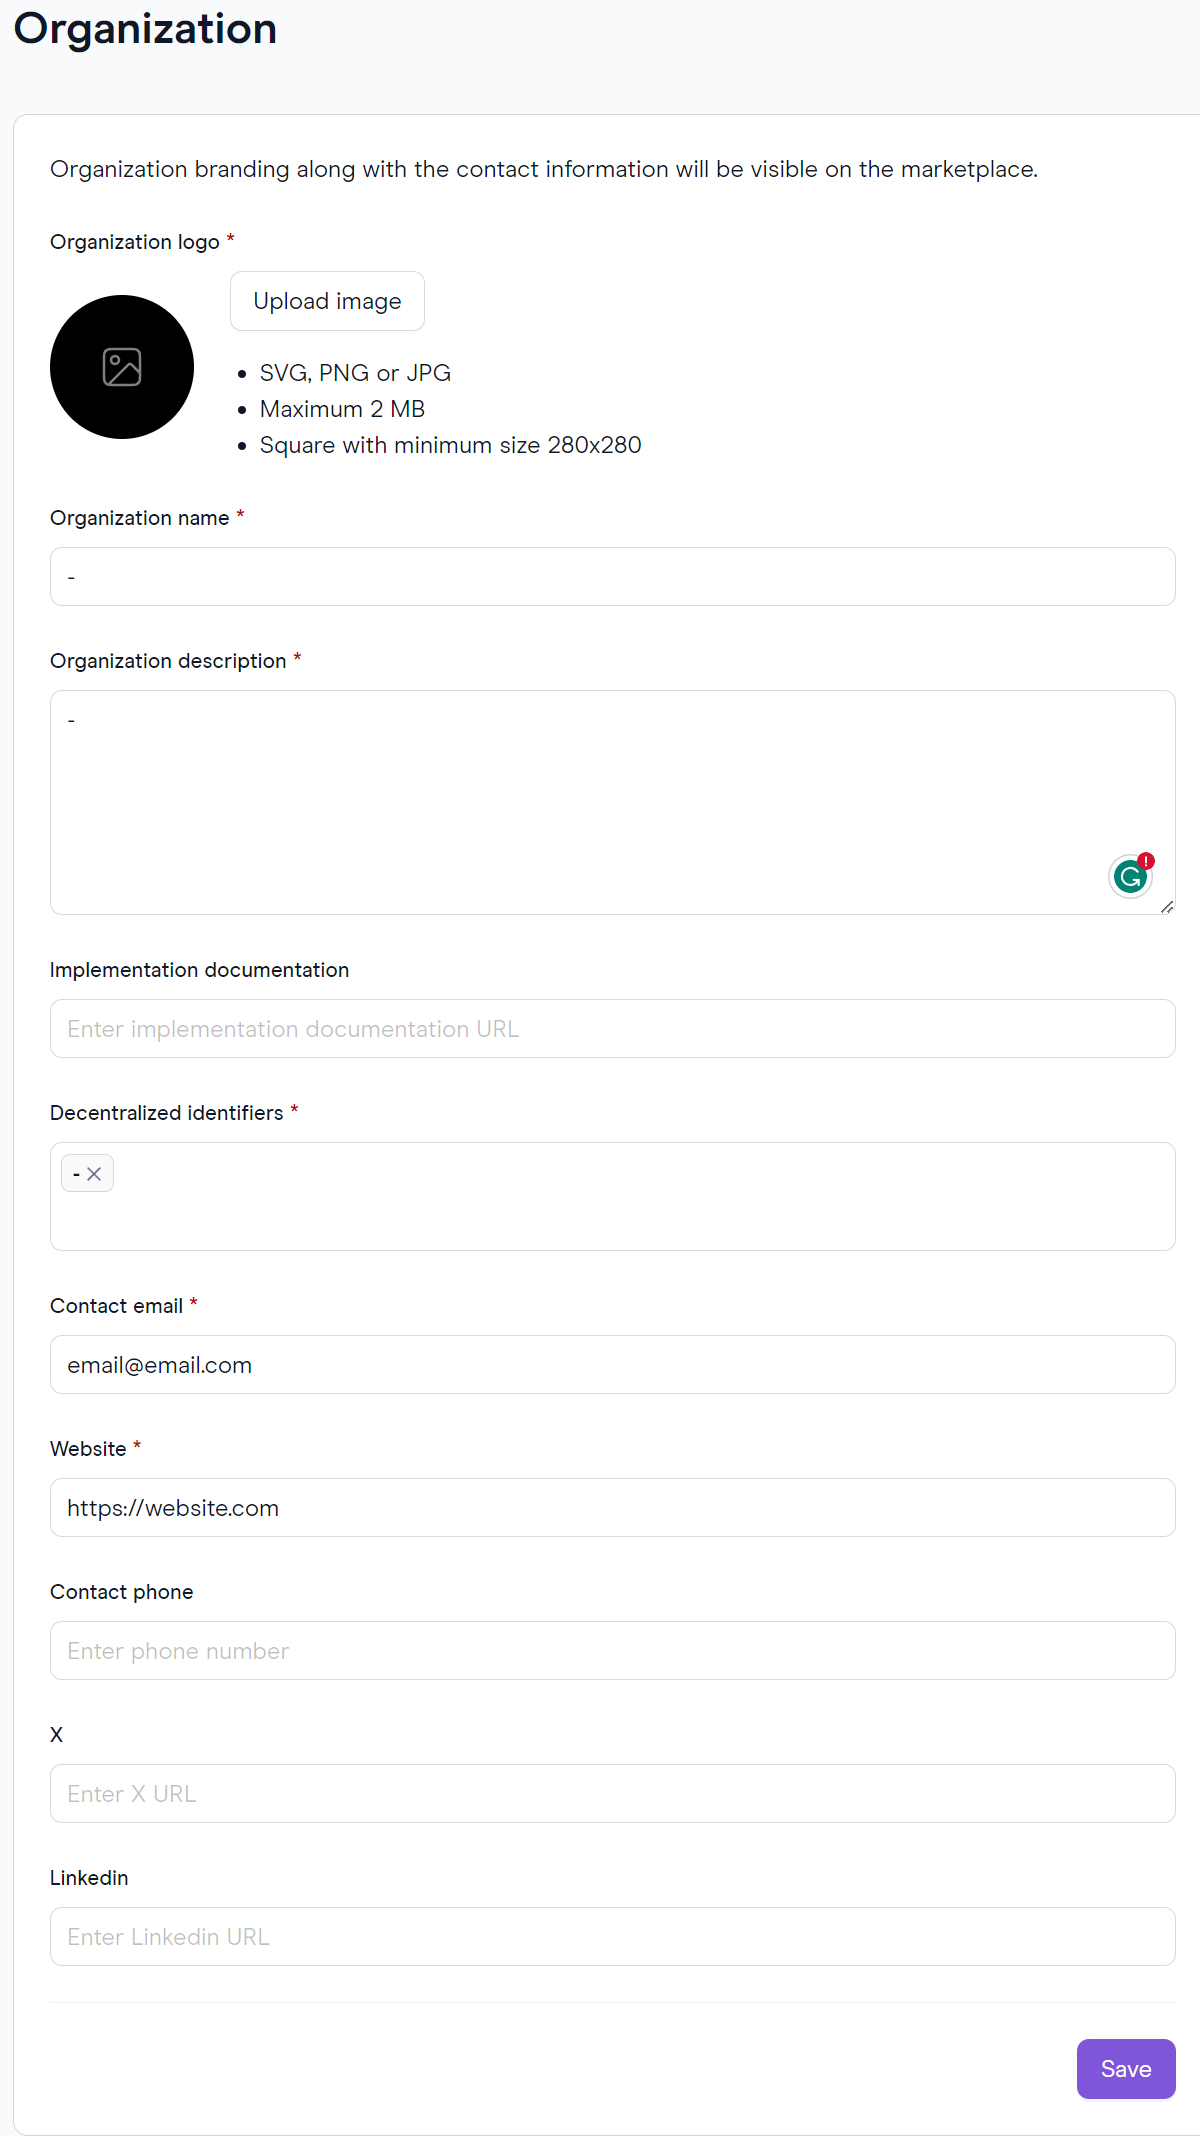 Organization
Organization branding along with the contact information will be visible on the marketplace.
Organization logo *
Upload image
• SVG, PNG or JPG
• Maximum 2 MB
• Square with minimum size 280x280
Organization name *
-
Organization description *
-
Implementation documentation
Enter implementation documentation URL
Decentralized identifiers *
- ×
Contact email *
email@email.com
Website *
https://website.com
Contact phone
Enter phone number
X
Enter X URL
Linkedin
Enter Linkedin URL
Save